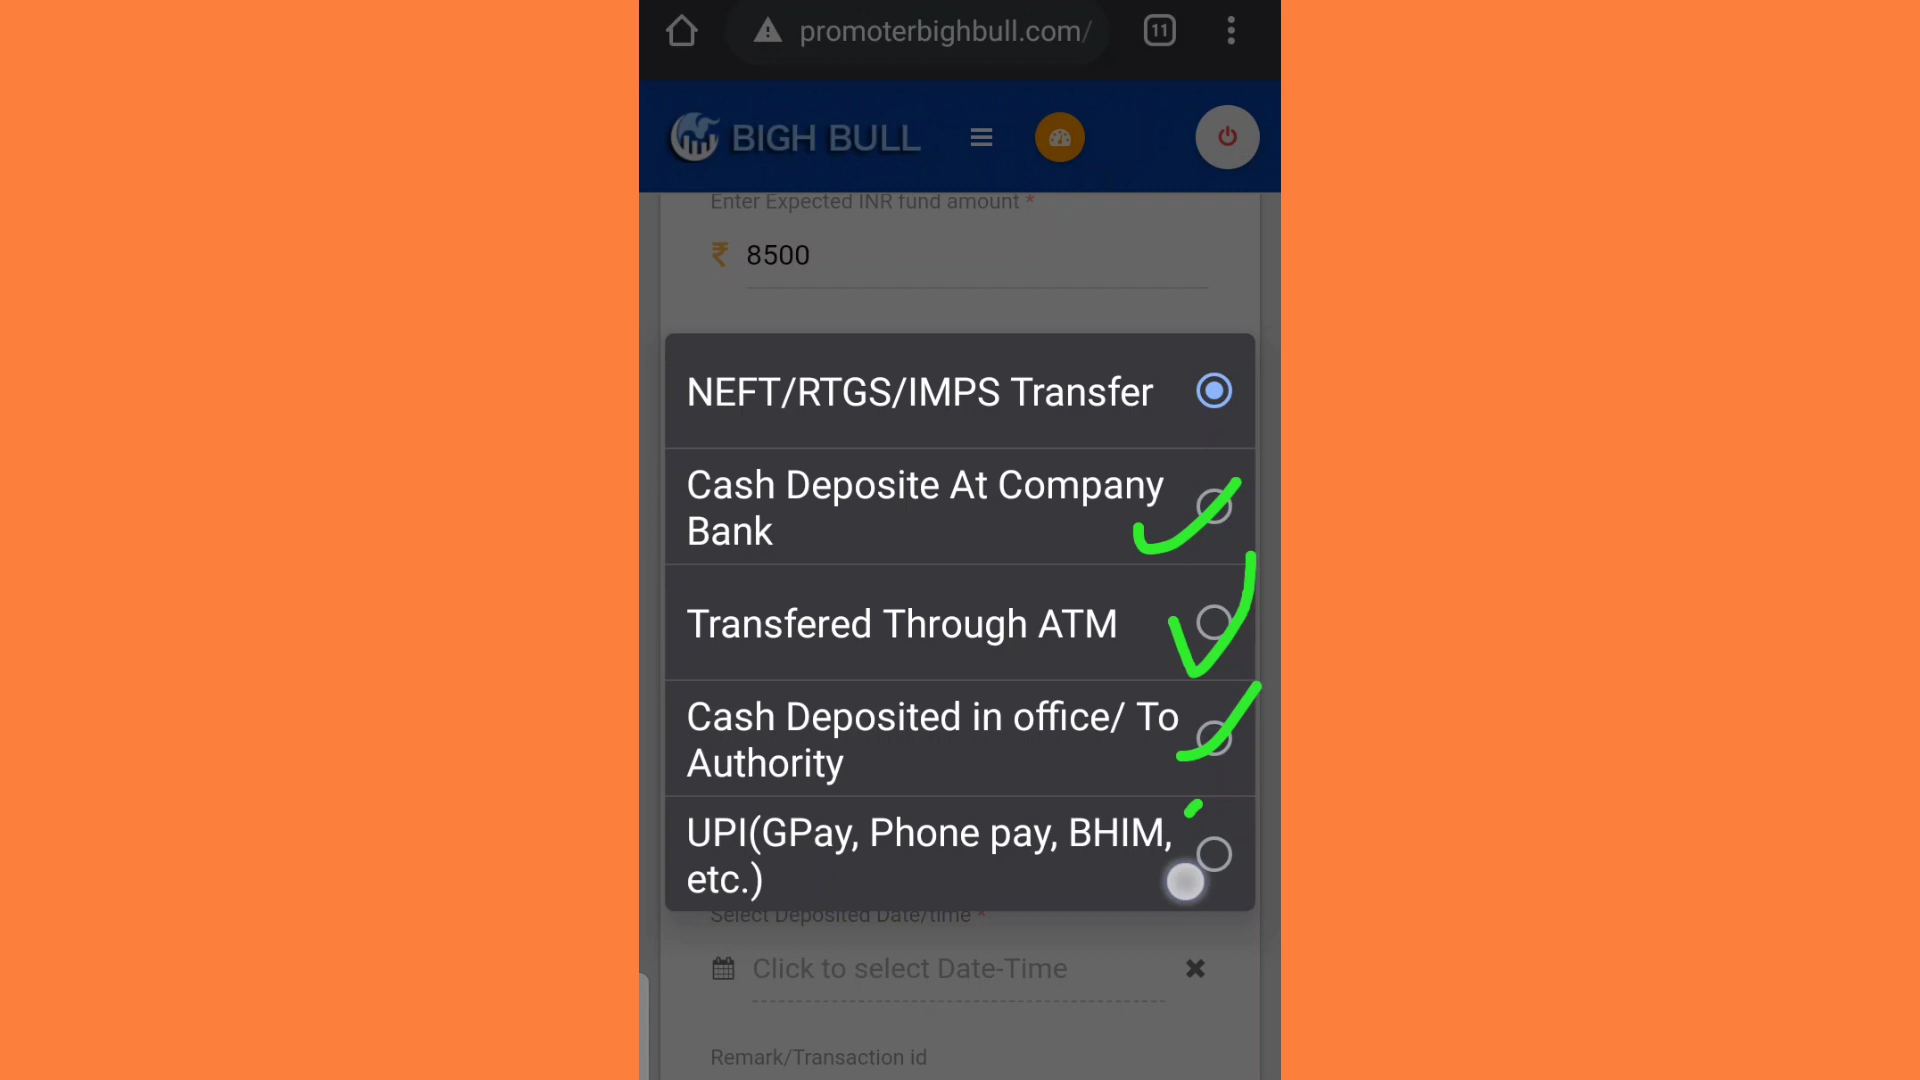 promoterbighbull.com/
11
BIGH BULL
Enter Expected INR fund amount *
₹ 8500
NEFT/RTGS/IMPS Transfer
Cash Deposite At Company
Bank
Transfered Through ATM
Cash Deposited in office/ To
Authority
UPI(GPay, Phone pay, BHIM,
etc.)
Select Deposited Date/time *
Click to select Date-Time
Remark/Transaction id